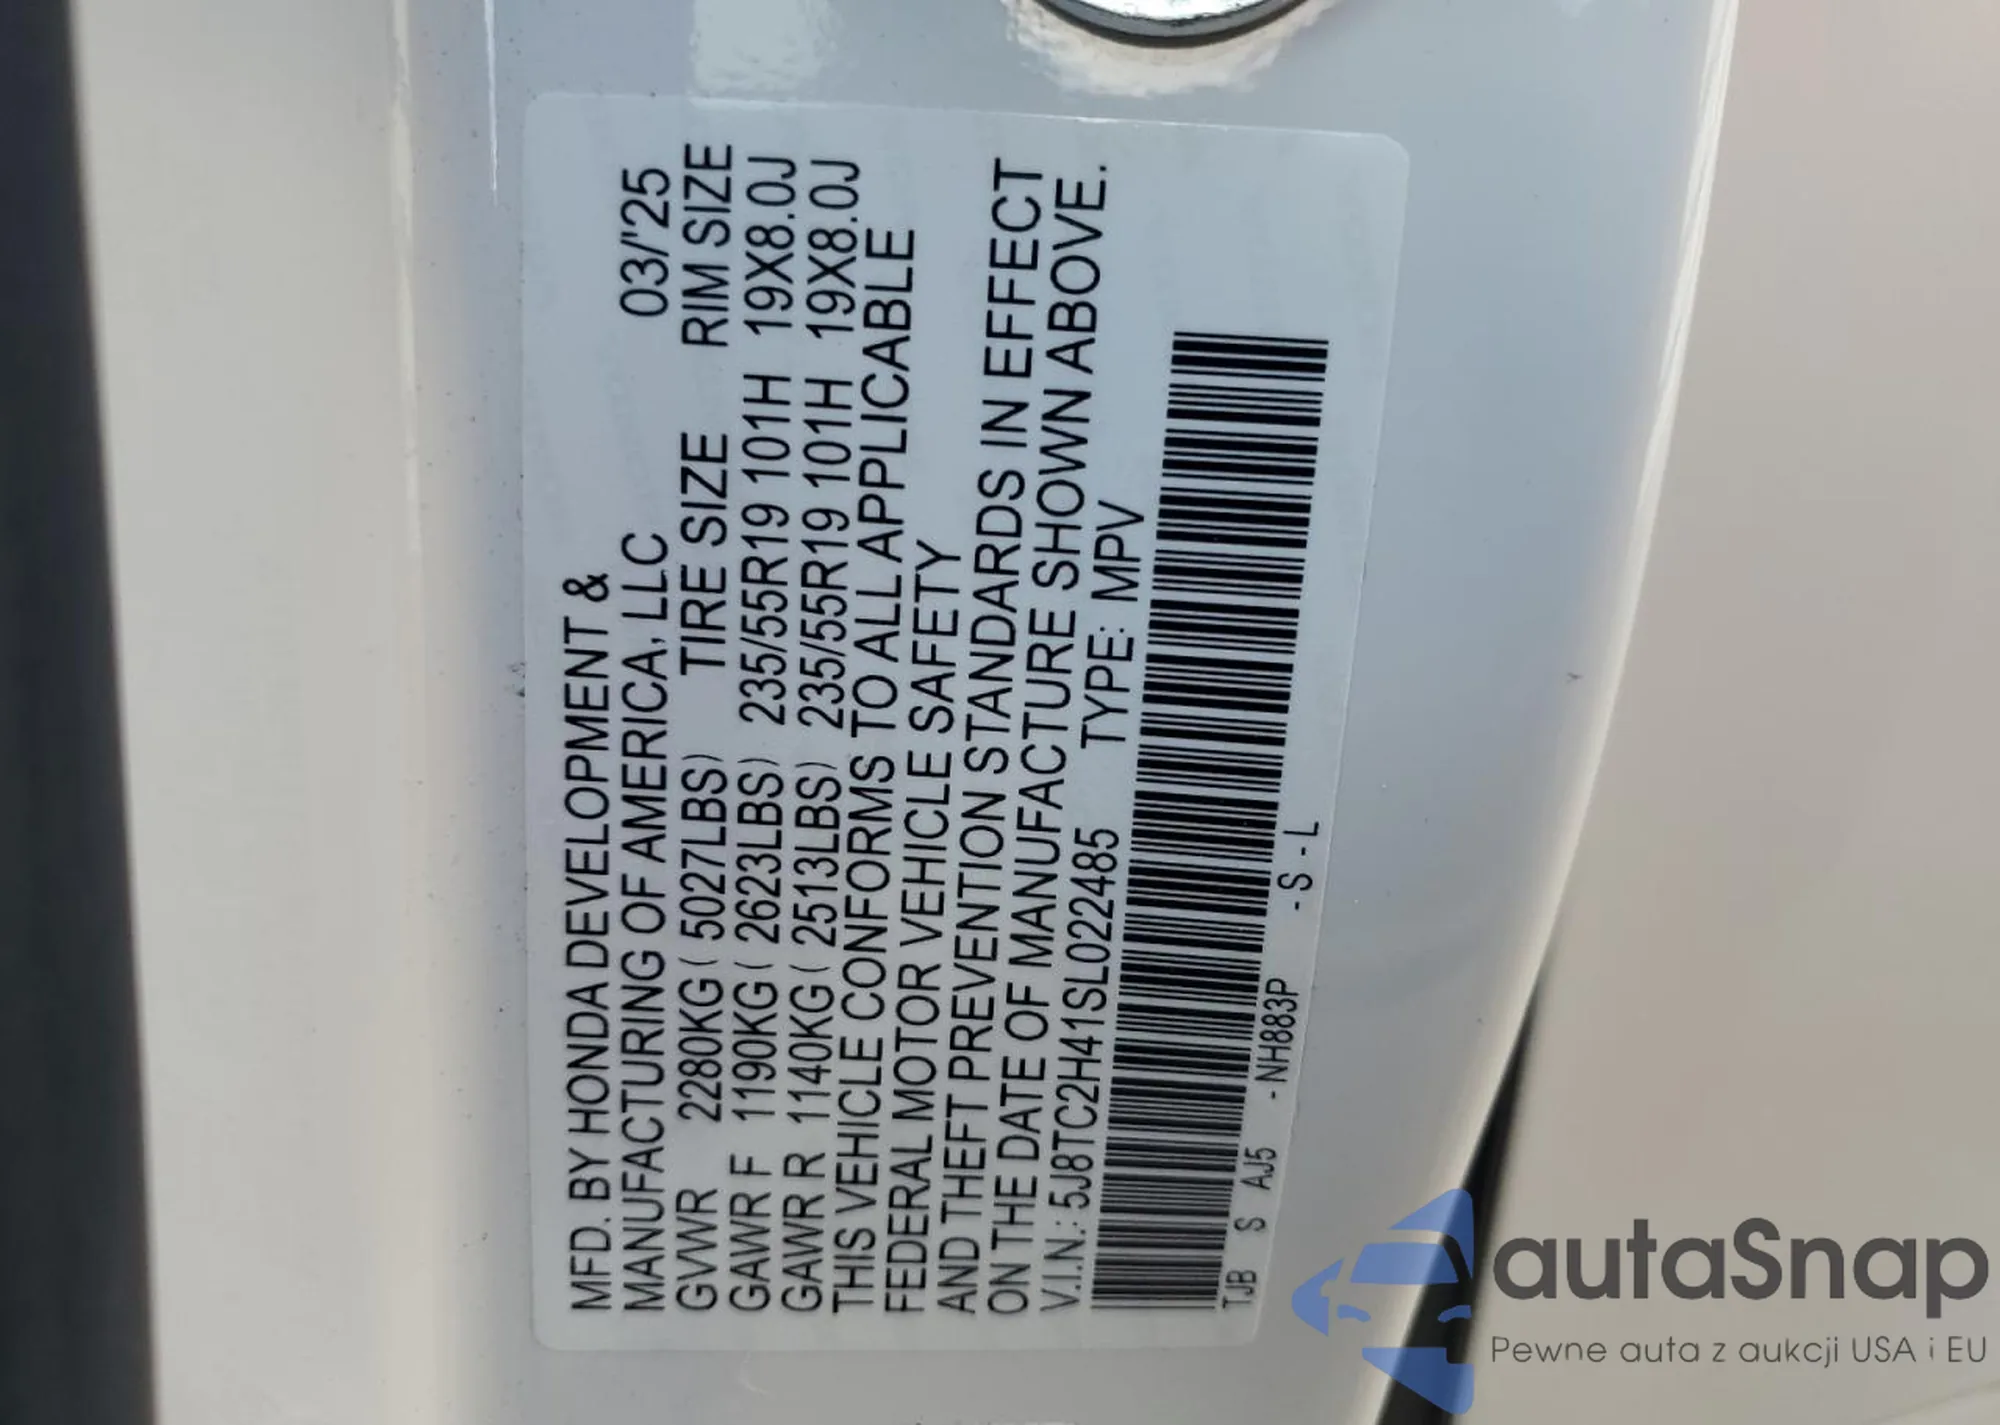 MFD. BY HONDA DEVELOPMENT &
MANUFACTURING OF AMERICA, LLC 03/'25
GVWR 2280KG( 5027LBS) TIRE SIZE RIM SIZE
GAWR F 1190KG( 2623LBS) 235/55R19 101H 19X8.0J
GAWR R 1140KG( 2513LBS) 235/55R19 101H 19X8.0J
THIS VEHICLE CONFORMS TO ALL APPLICABLE
FEDERAL MOTOR VEHICLE SAFETY
AND THEFT PREVENTION STANDARDS IN EFFECT
ON THE DATE OF MANUFACTURE SHOWN ABOVE.
V.I.N.: 5J8TC2H41SL022485 TYPE: MPV
TJB S AJ5 -NH883P -S-L
autaSnap
Pewne auta z aukcji USA i EU